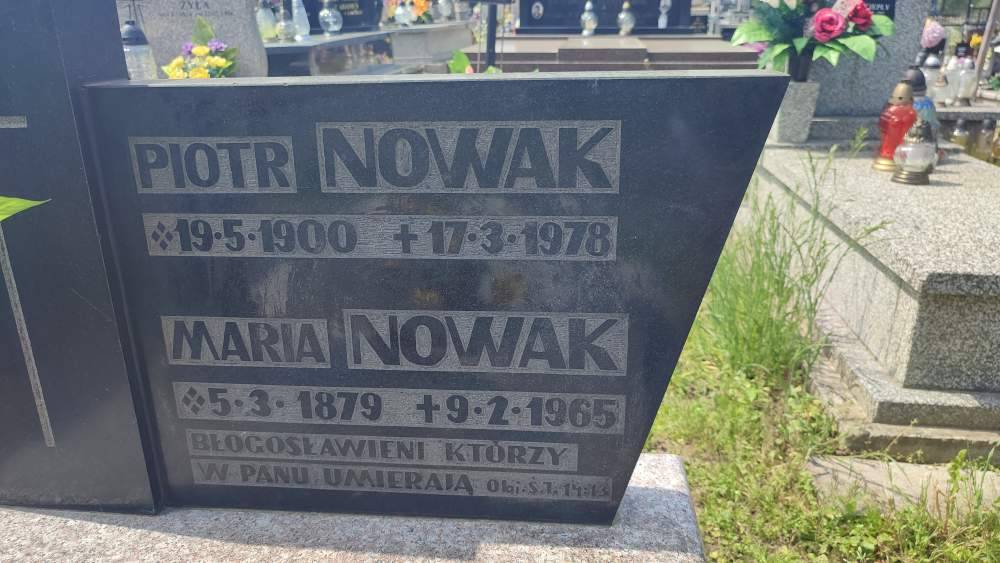 ŻYŁA
PIOTR NOWAK
19·5·1900 +17·3·1978
MARIA NOWAK
5·3·1879 +9·2·1965
BŁOGOSŁAWIENI KTÓRZY
W PANU UMIERAJĄ Obj.Ś.J. 14:13